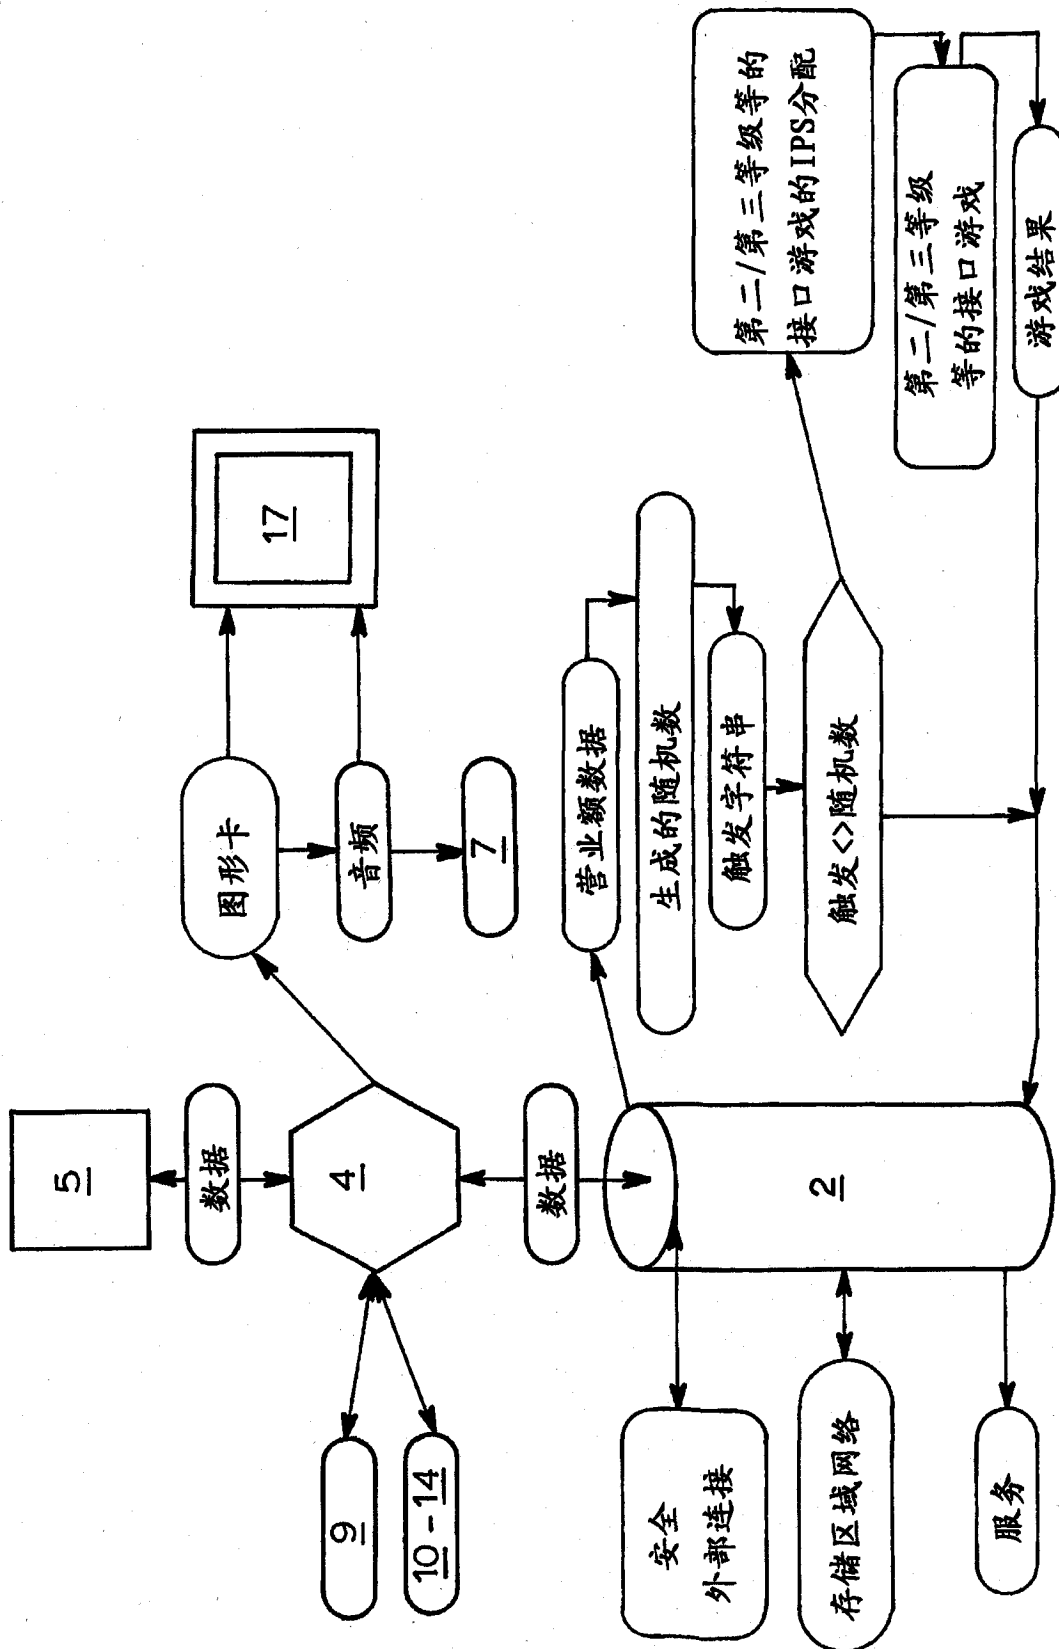 5
数据
4
9
10-14
数据
图形卡
音频
7
17
2
安全
外部连接
存储区域网络
服务
营业额数据
生成的随机数
触发字符串
触发<>随机数
第二/第三等级等的
接口游戏的IPS分配
第二/第三等级
等的接口游戏
游戏结果